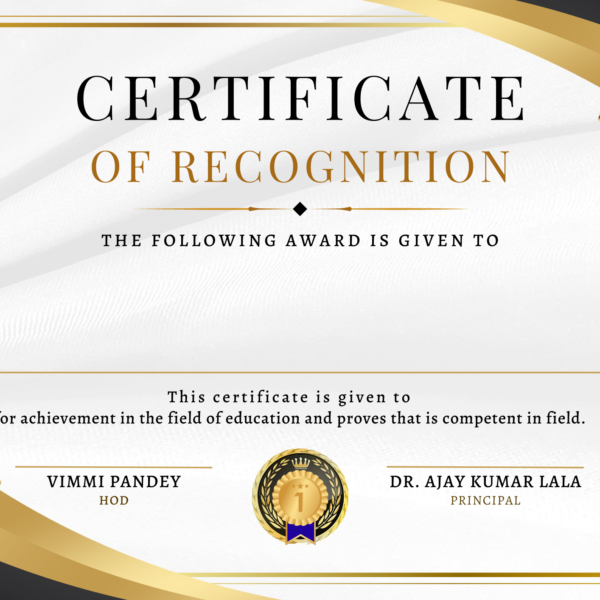 CERTIFICATE
OF RECOGNITION
THE FOLLOWING AWARD IS GIVEN TO
This certificate is given to
for achievement in the field of education and proves that is competent in field.
VIMMI PANDEY
HOD
1
DR. AJAY KUMAR LALA
PRINCIPAL